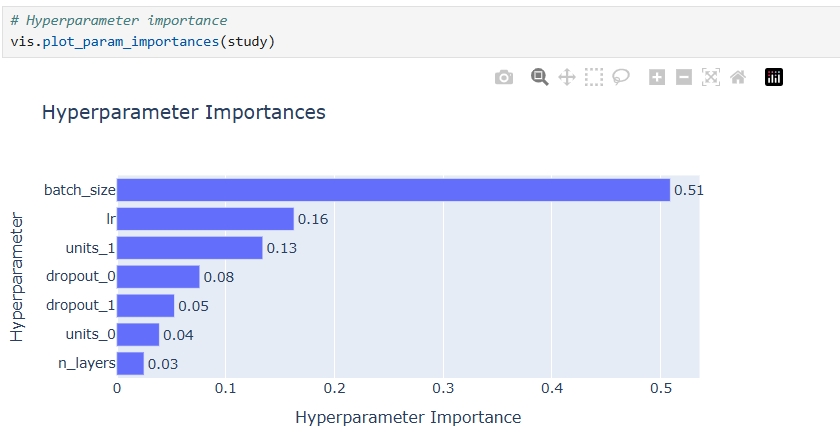 # Hyperparameter importance
vis.plot_param_importances(study)
Hyperparameter Importances
Hyperparameter
batch_size 0.51
lr 0.16
units_1 0.13
dropout_0 0.08
dropout_1 0.05
units_0 0.04
n_layers 0.03
0 0.1 0.2 0.3 0.4 0.5
Hyperparameter Importance